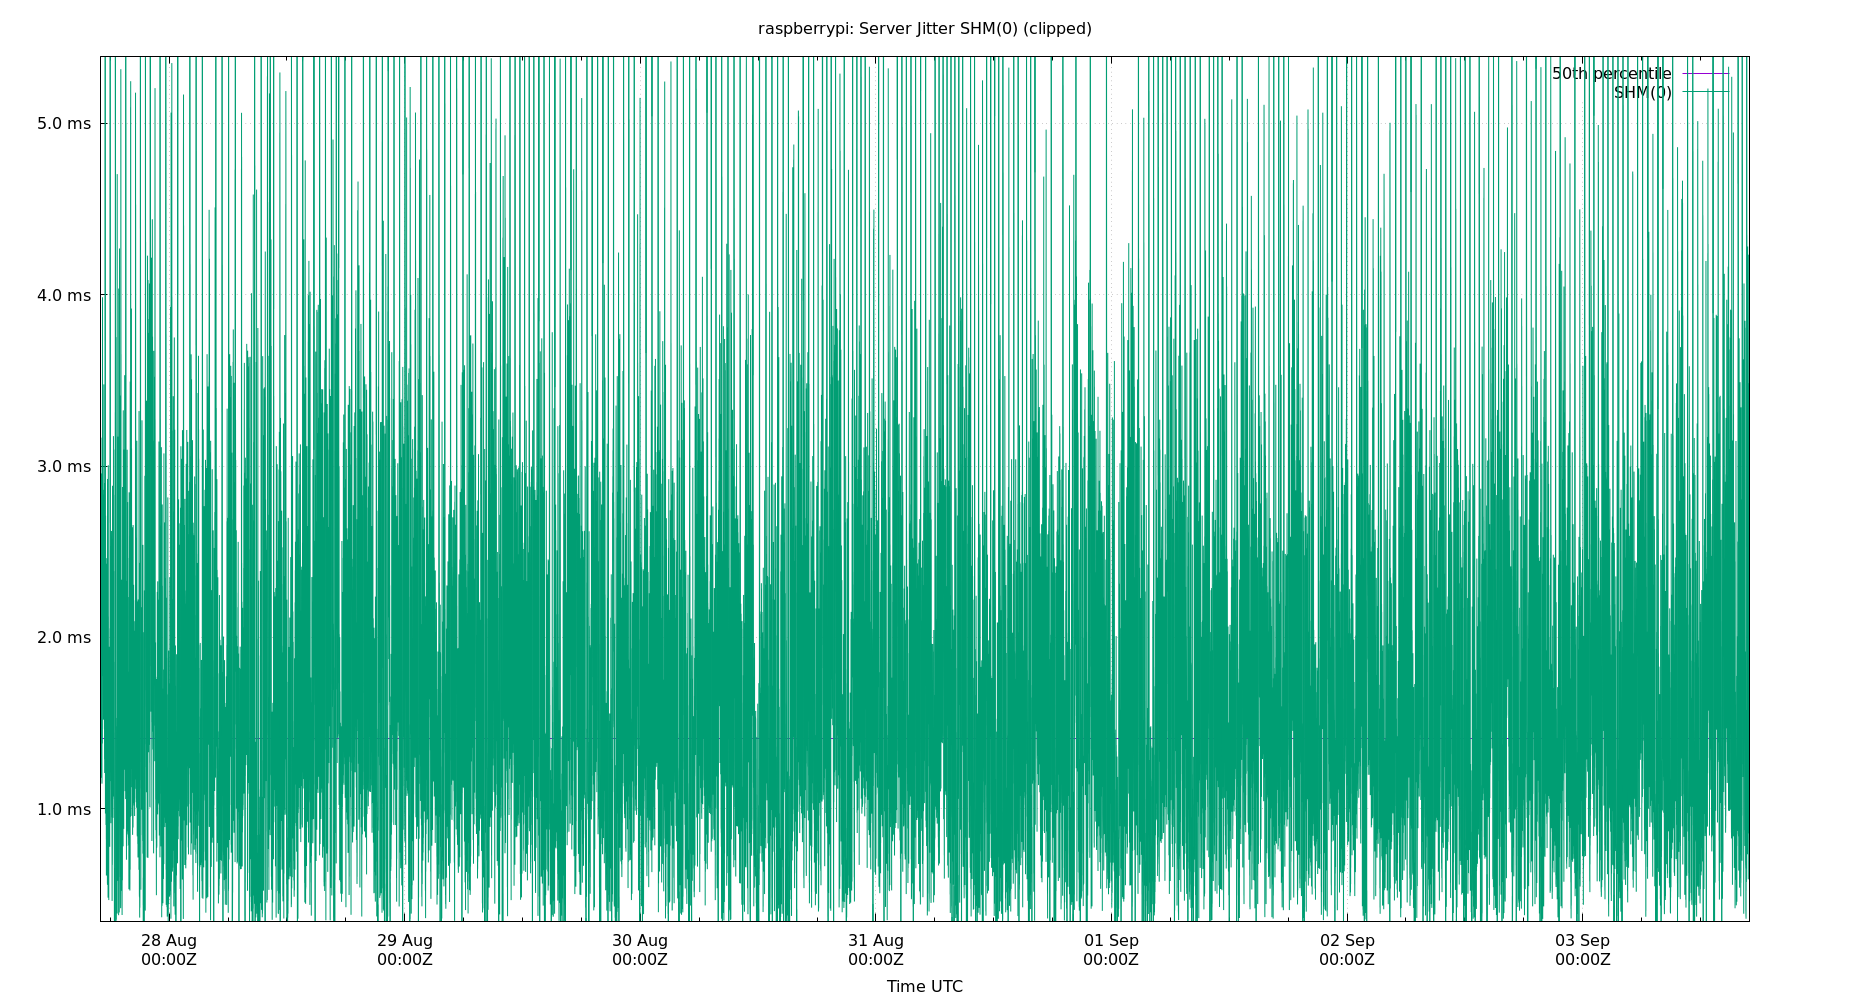 raspberrypi: Server Jitter SHM(0) (clipped)
50th percentile
SHM(0)
5.0 ms
4.0 ms
3.0 ms
2.0 ms
1.0 ms
28 Aug 29 Aug 30 Aug 31 Aug 01 Sep 02 Sep 03 Sep
00:00Z 00:00Z 00:00Z 00:00Z 00:00Z 00:00Z 00:00Z
Time UTC